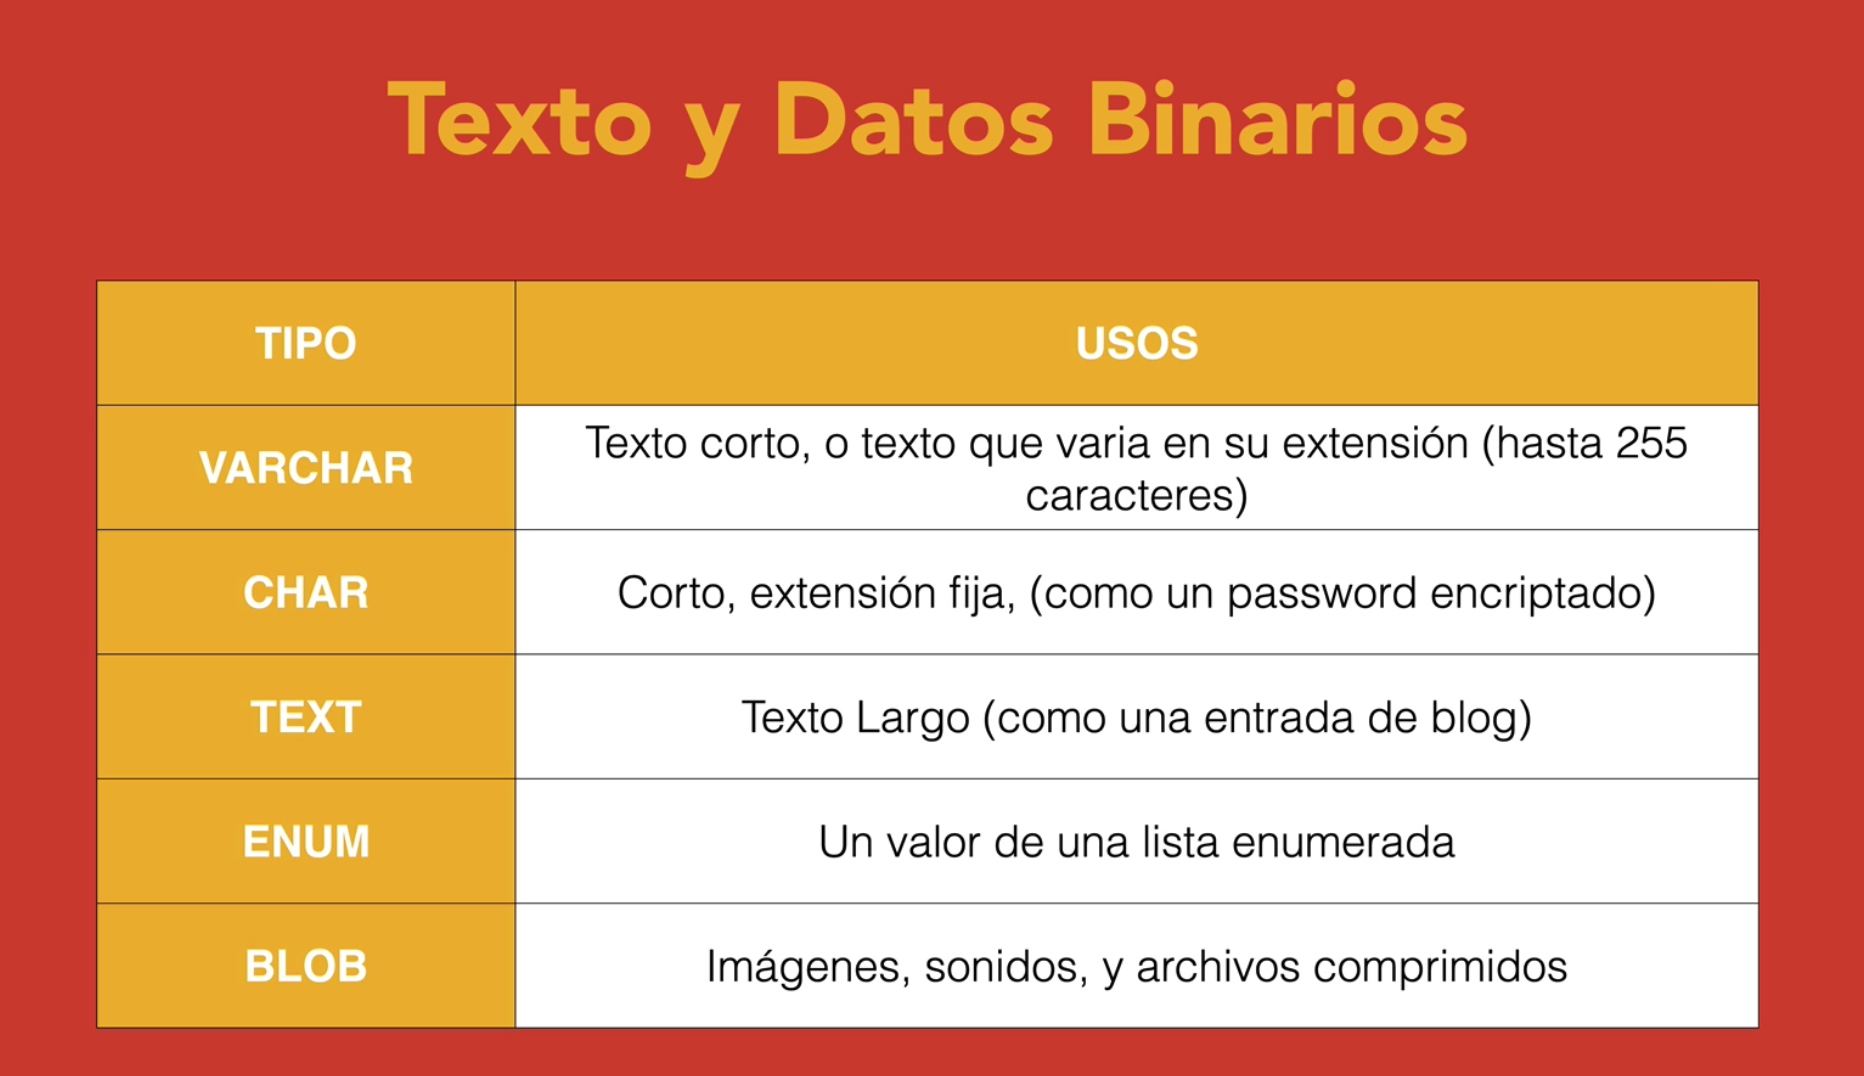 Texto y Datos Binarios
TIPO
USOS
VARCHAR
Texto corto, o texto que varia en su extensión (hasta 255
caracteres)
CHAR
Corto, extensión fija, (como un password encriptado)
TEXT
Texto Largo (como una entrada de blog)
ENUM
Un valor de una lista enumerada
BLOB
Imágenes, sonidos, y archivos comprimidos